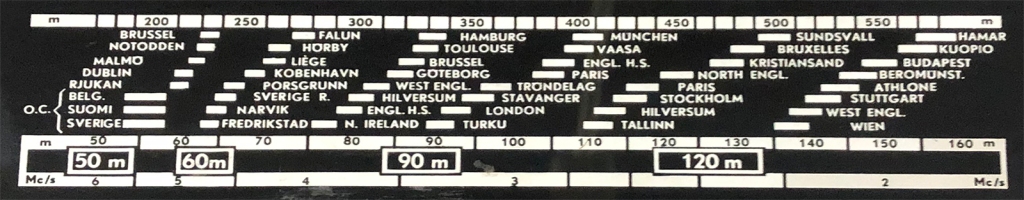 m 200 250 300 350 400 450 500 550 m
BRUSSEL FALUN HAMBURG MÜNCHEN SUNDSVALL HAMAR
NOTODDEN HÖRBY TOULOUSE VAASA BRUXELLES KUOPIO
MALMÖ LIÈGE BRUSSEL ENGL. H.S. KRISTIANSAND BUDAPEST
DUBLIN KOBENHAVN GÖTEBORG PARIS NORTH ENGL. BEROMÜNST.
RJUKAN PORSGRUNN WEST ENGL. TRÖNDELAG PARIS ATHLONE
BELG. SVERIGE R. HILVERSUM STAVANGER STOCKHOLM STUTTGART
O.C. SUOMI NARVIK ENGL. H.S. LONDON HILVERSUM WEST ENGL.
SVERIGE FREDRIKSTAD N. IRELAND TURKU TALLINN WIEN
m 50 60 70 80 90 100 110 120 130 140 150 160 m
50 m 60m 90 m 120 m
Mc/s 6 5 4 3 2 Mc/s